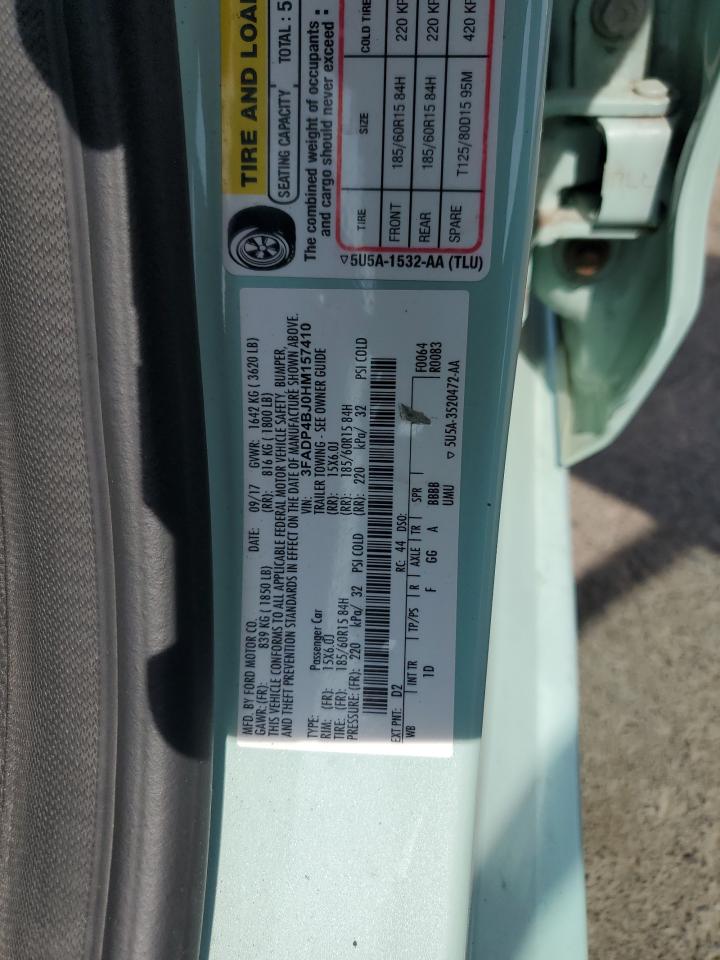 TIRE AND LOA
SEATING CAPACITY TOTAL : 5
The combined weight of occupants
and cargo should never exceed :
TIRE SIZE COLD TIRE
FRONT 185/60R15 84H 220 KP
REAR 185/60R15 84H 220 KP
SPARE T125/80D15 95M 420 KP
▽5U5A-1532-AA (TLU)
MFD. BY FORD MOTOR CO.
DATE: 09/17 GVWR: 1642 KG ( 3620 LB)
GAWR: (FR): 839 KG ( 1850 LB) (RR): 816 KG ( 1800 LB)
THIS VEHICLE CONFORMS TO ALL APPLICABLE FEDERAL MOTOR VEHICLE SAFETY, BUMPER,
AND THEFT PREVENTION STANDARDS IN EFFECT ON THE DATE OF MANUFACTURE SHOWN ABOVE.
VIN: 3FADP4BJ0HM157410
TYPE: Passenger Car TRAILER TOWING - SEE OWNER GUIDE
RIM: (FR): 15X6.0J (RR): 15X6.0J
TIRE: (FR): 185/60R15 84H (RR): 185/60R15 84H
PRESSURE: (FR): 220 kPa/ 32 PSI COLD (RR): 220 kPa/ 32 PSI COLD
EXT PNT: D2 RC: 44 DSO: F0064
WB INT TR TP/PS R AXLE TR SPR R0083
1D F GG A BBBB
UMU ▽5U5A-3520472-AA